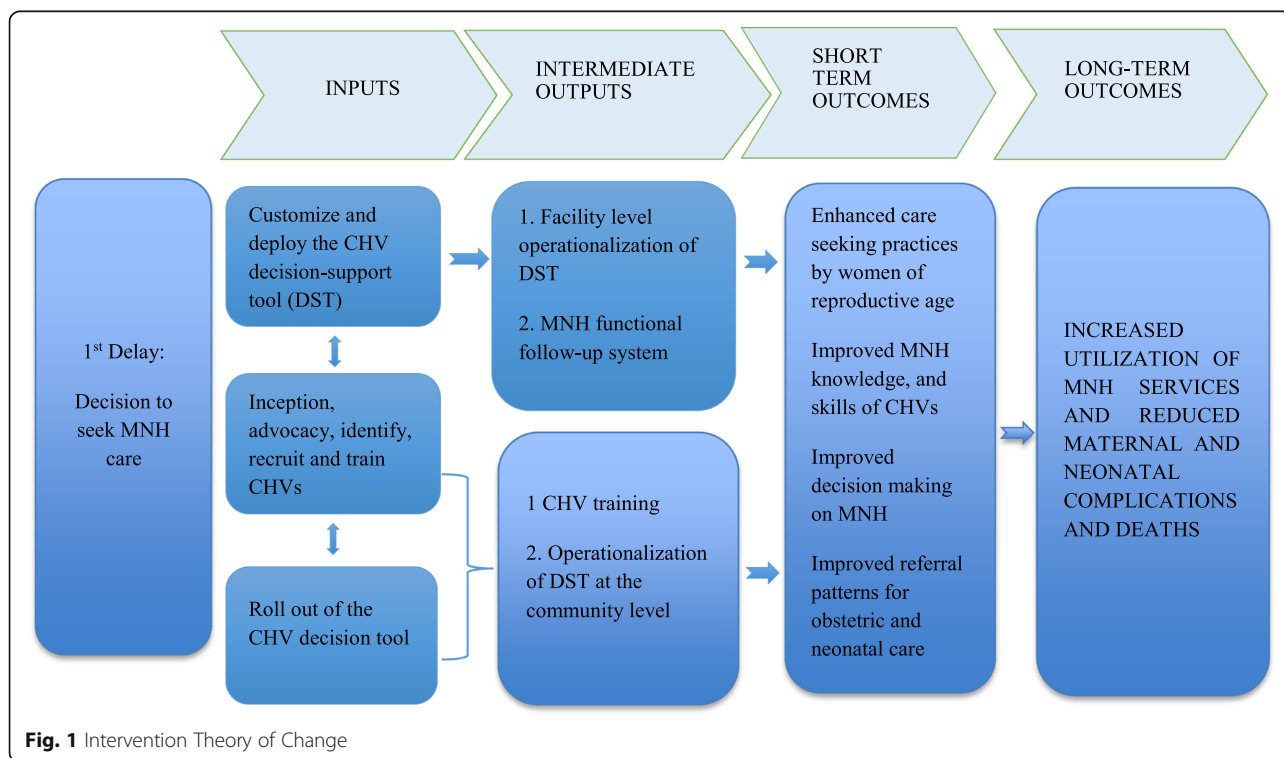 INPUTS
INTERMEDIATE
OUTPUTS
SHORT
TERM
OUTCOMES
LONG-TERM
OUTCOMES
1st Delay:
Decision to
seek MNH
care
Customize and
deploy the CHV
decision-support
tool (DST)
Inception,
advocacy, identify,
recruit and train
CHVs
Roll out of the
CHV decision tool
1. Facility level
operationalization of
DST
2. MNH functional
follow-up system
1 CHV training
2. Operationalization
of DST at the
community level
Enhanced care
seeking practices
by women of
reproductive age
Improved MNH
knowledge, and
skills of CHVs
Improved
decision making
on MNH
Improved referral
patterns for
obstetric and
neonatal care
INCREASED
UTILIZATION OF
MNH SERVICES
AND REDUCED
MATERNAL AND
NEONATAL
COMPLICATIONS
AND DEATHS
Fig. 1 Intervention Theory of Change